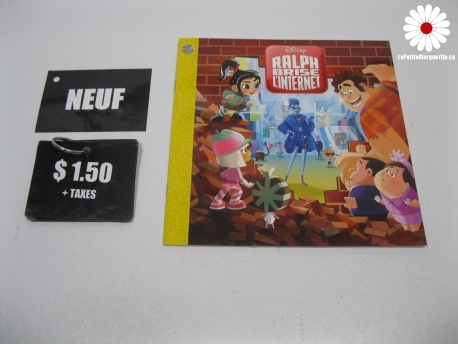 LaPetiteMarguerite.ca
NEUF
$ 1.50
+ TAXES
Disney
RALPH
BRISE
L'INTERNET